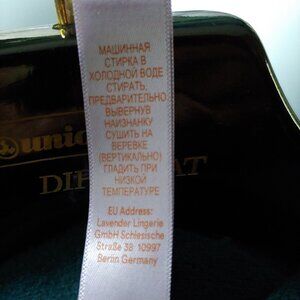 МАШИННАЯ
СТИРКА В
ХОЛОДНОЙ ВОДЕ
СТИРАТЬ,
ПРЕДВАРИТЕЛЬНО
ВЫВЕРНУВ
НАИЗНАНКУ
СУШИТЬ НА
ВЕРЕВКЕ
(ВЕРТИКАЛЬНО)
ГЛАДИТЬ ПРИ
НИЗКОЙ
ТЕМПЕРАТУРЕ
EU Address:
Lavender Lingerie
GmbH Schlesische
Straße 38 10997
Berlin Germany